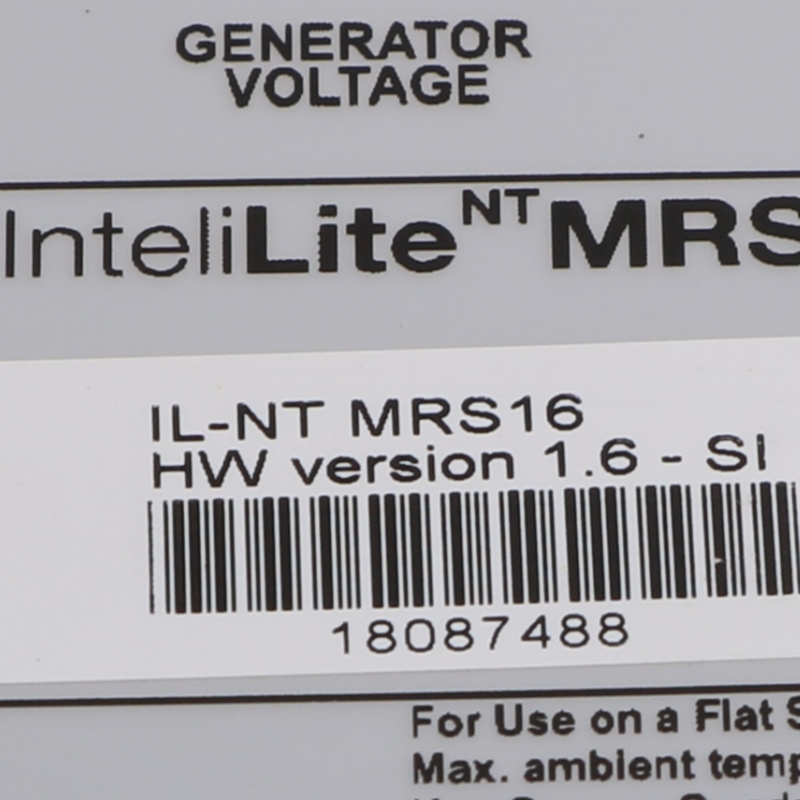 GENERATOR
VOLTAGE
InteliLite NT MRS
IL-NT MRS16
HW version 1.6 - SI
18087488
For Use on a Flat
Max. ambient temp